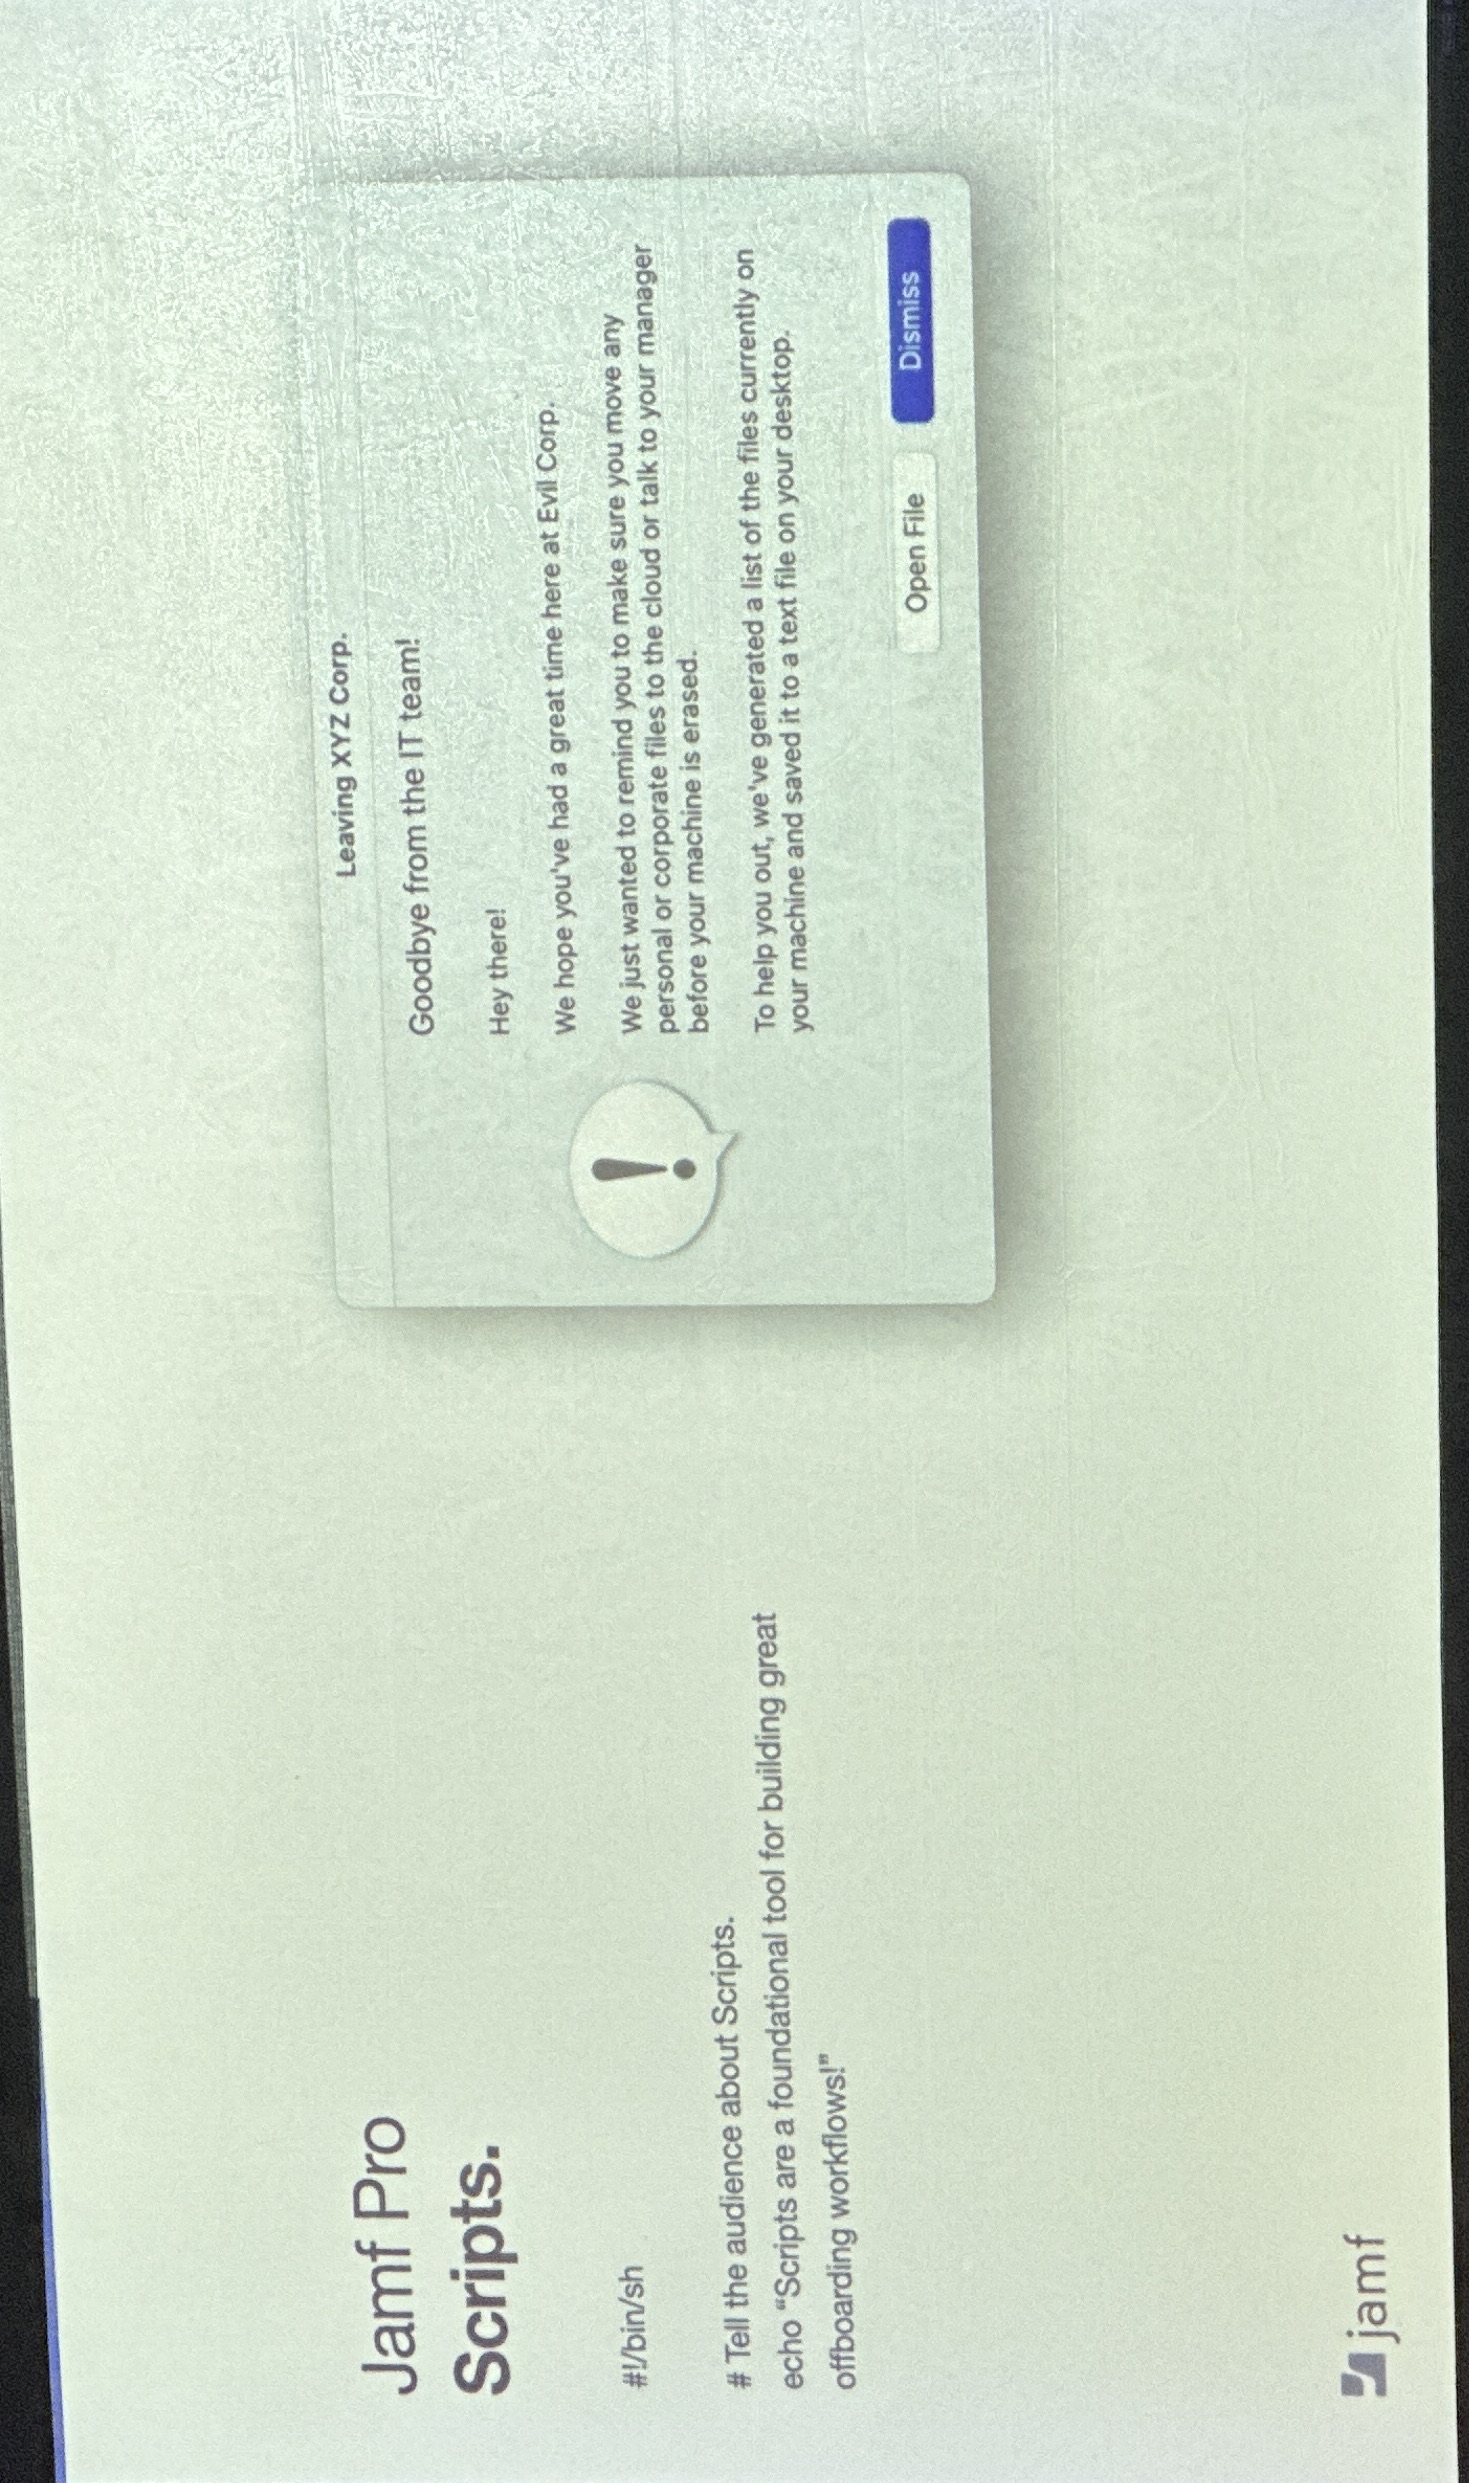 Jamf Pro
Scripts.
#!/bin/sh
# Tell the audience about Scripts.
echo “Scripts are a foundational tool for building great
offboarding workflows!”
jamf
Leaving XYZ Corp.
Goodbye from the IT team!
Hey there!
We hope you've had a great time here at Evil Corp.
We just wanted to remind you to make sure you move any
personal or corporate files to the cloud or talk to your manager
before your machine is erased.
To help you out, we've generated a list of the files currently on
your machine and saved it to a text file on your desktop.
Open File
Dismiss